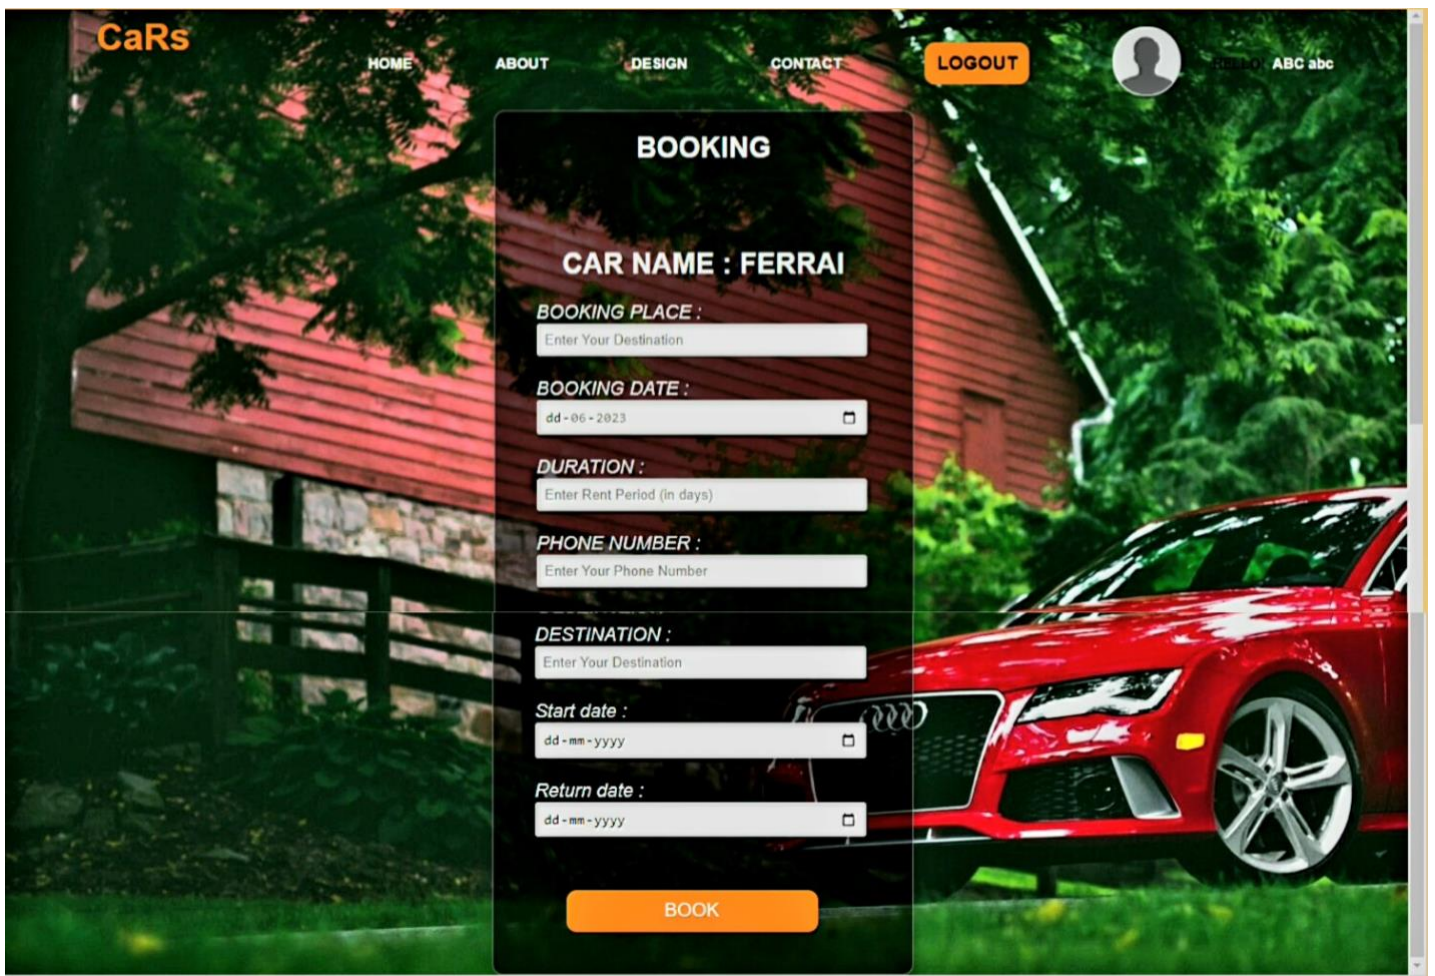 CaRs
HOME ABOUT DESIGN CONTACT LOGOUT HELLO! ABC abc
BOOKING
CAR NAME : FERRAI
BOOKING PLACE :
Enter Your Destination
BOOKING DATE :
dd-06-2023
DURATION :
Enter Rent Period (in days)
PHONE NUMBER :
Enter Your Phone Number
DESTINATION :
Enter Your Destination
Start date :
dd-mm-yyyy
Return date :
dd-mm-yyyy
BOOK